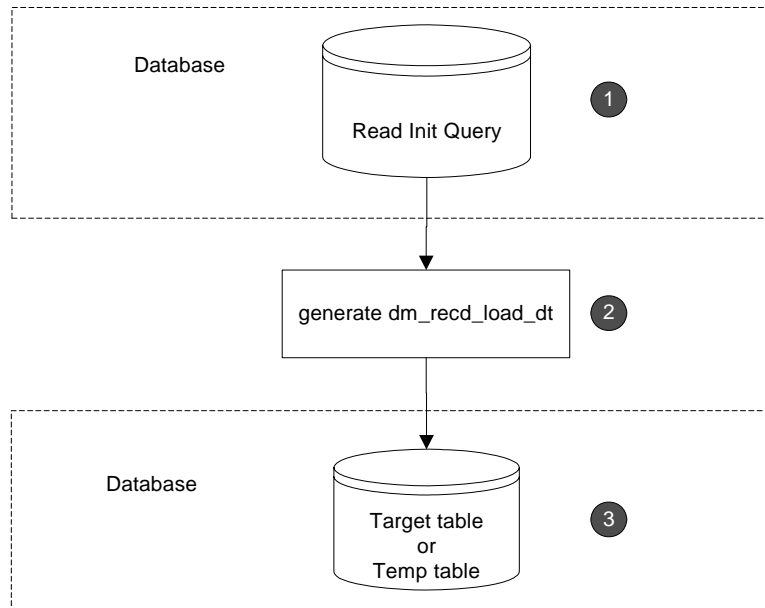 Database
Read Init Query
1
generate dm_recd_load_dt
2
Database
Target table
or
Temp table
3